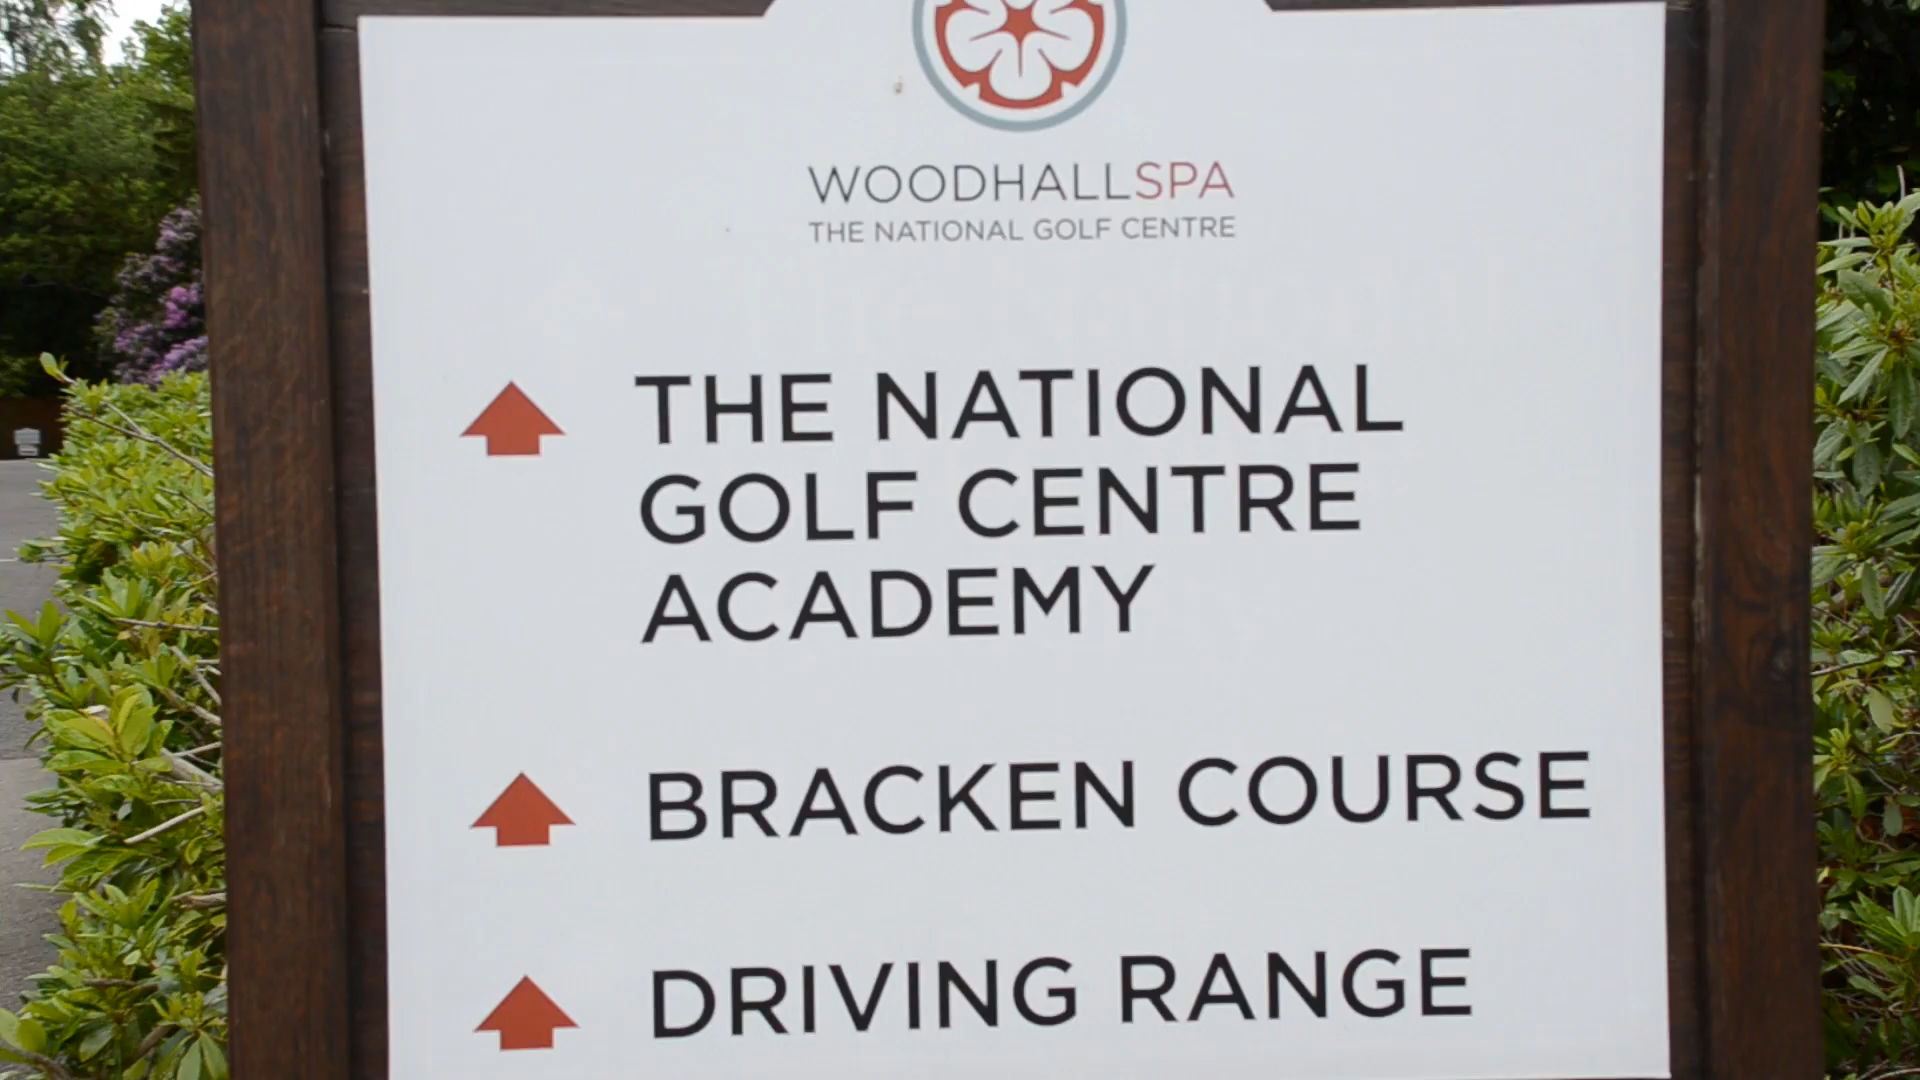 WOODHALLSPA
THE NATIONAL GOLF CENTRE
THE NATIONAL
GOLF CENTRE
ACADEMY
BRACKEN COURSE
DRIVING RANGE